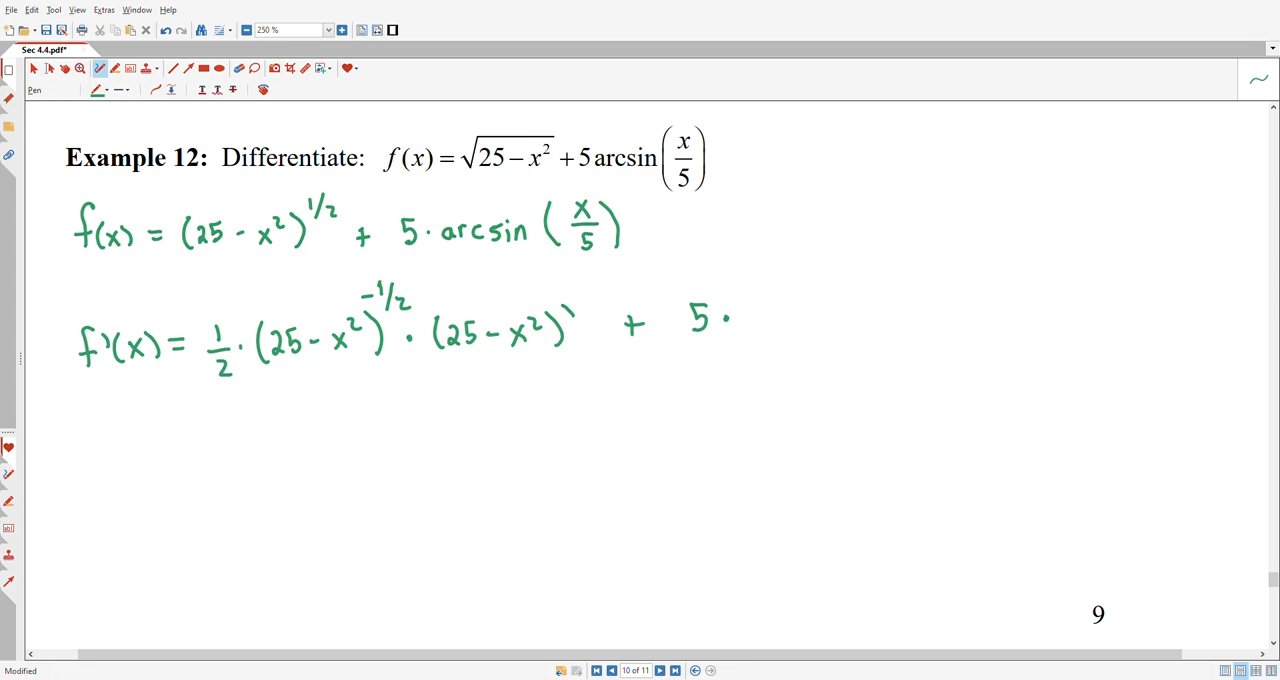 File Edit Tool View Extras Window Help
250 %
Sec 4.4.pdf*
Pen
Example 12: Differentiate: f(x) = √(25 − x²) + 5 arcsin(x/5)
f(x) = (25 - x²)^1/2 + 5 · arcsin (x/5)
f'(x) = 1/2 · (25 - x²)^-1/2 · (25 - x²)' + 5 ·
9
10 of 11
Modified